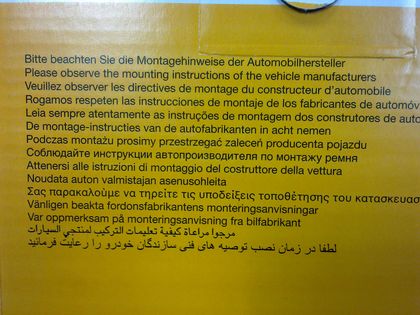 Bitte beachten Sie die Montagehinweise der Automobilhersteller
Please observe the mounting instructions of the vehicle manufacturers
Veuillez observer les directives de montage du constructeur d'automobile
Rogamos respeten las instrucciones de montaje de los fabricantes de automóv
Leia sempre atentamente as instruções de montagem dos construtores de auto
De montage-instructies van de autofabrikanten in acht nemen
Podczas montażu prosimy przestrzegać zaleceń producenta pojazdu
Соблюдайте инструкции автопроизводителя по монтажу ремня
Attenersi alle istruzioni di montaggio del costruttore della vettura
Noudata auton valmistajan asennusohjeita
Σας παρακαλούμε να τηρείτε τις υποδείξεις τοποθέτησης του κατασκευασ
Vänligen beakta fordonsfabrikantens monteringsanvisningar
Var oppmerksam på monteringsanvisning fra bilfabrikant
مرجوا مراعاة كيفية تعليمات التركيب لمنتجي السيارات
لطفا در زمان نصب توصیه های فنی سازندگان خودرو را رعایت فرمائید